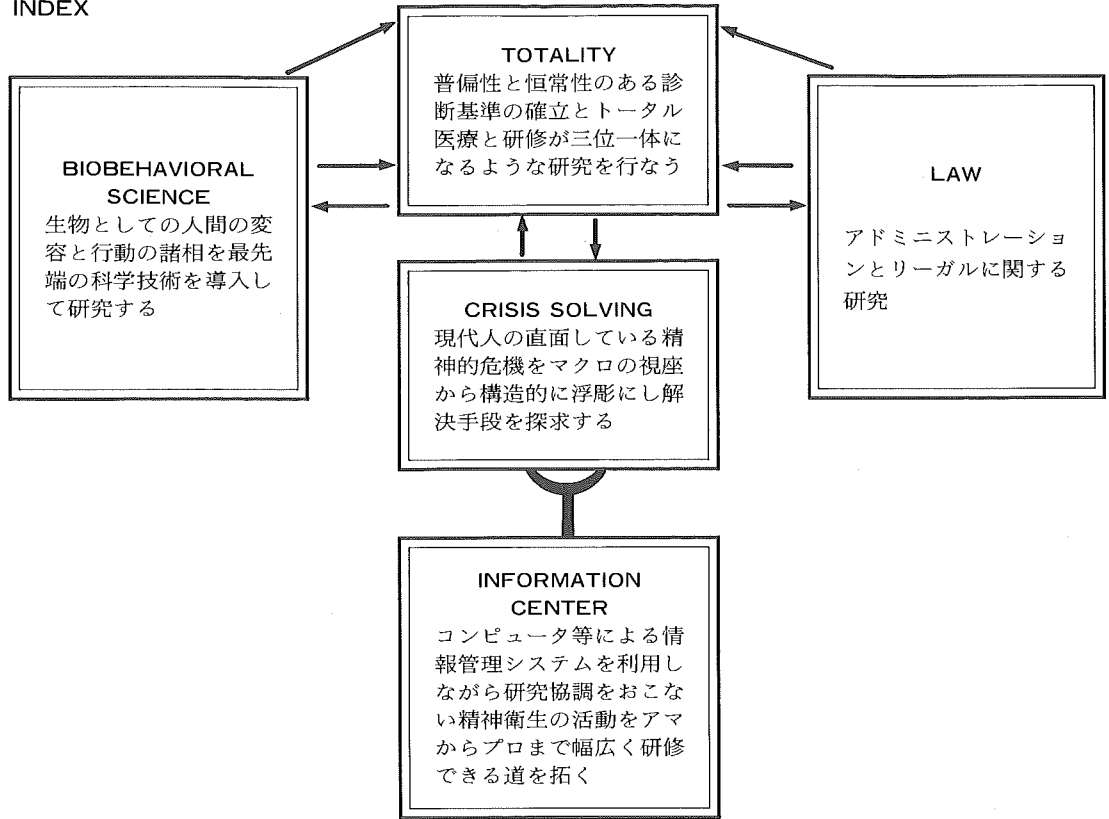 INDEX
TOTALITY
普偏性と恒常性のある診
断基準の確立とトータル
医療と研修が三位一体に
なるような研究を行なう
BIOBEHAVIORAL
SCIENCE
生物としての人間の変
容と行動の諸相を最先
端の科学技術を導入し
て研究する
LAW
アドミニストレーショ
ンとリーガルに関する
研究
CRISIS SOLVING
現代人の直面している精
神的危機をマクロの視座
から構造的に浮彫にし解
決手段を探求する
INFORMATION
CENTER
コンピュータ等による情
報管理システムを利用し
ながら研究協調をおこな
い精神衛生の活動をアマ
からプロまで幅広く研修
できる道を拓く